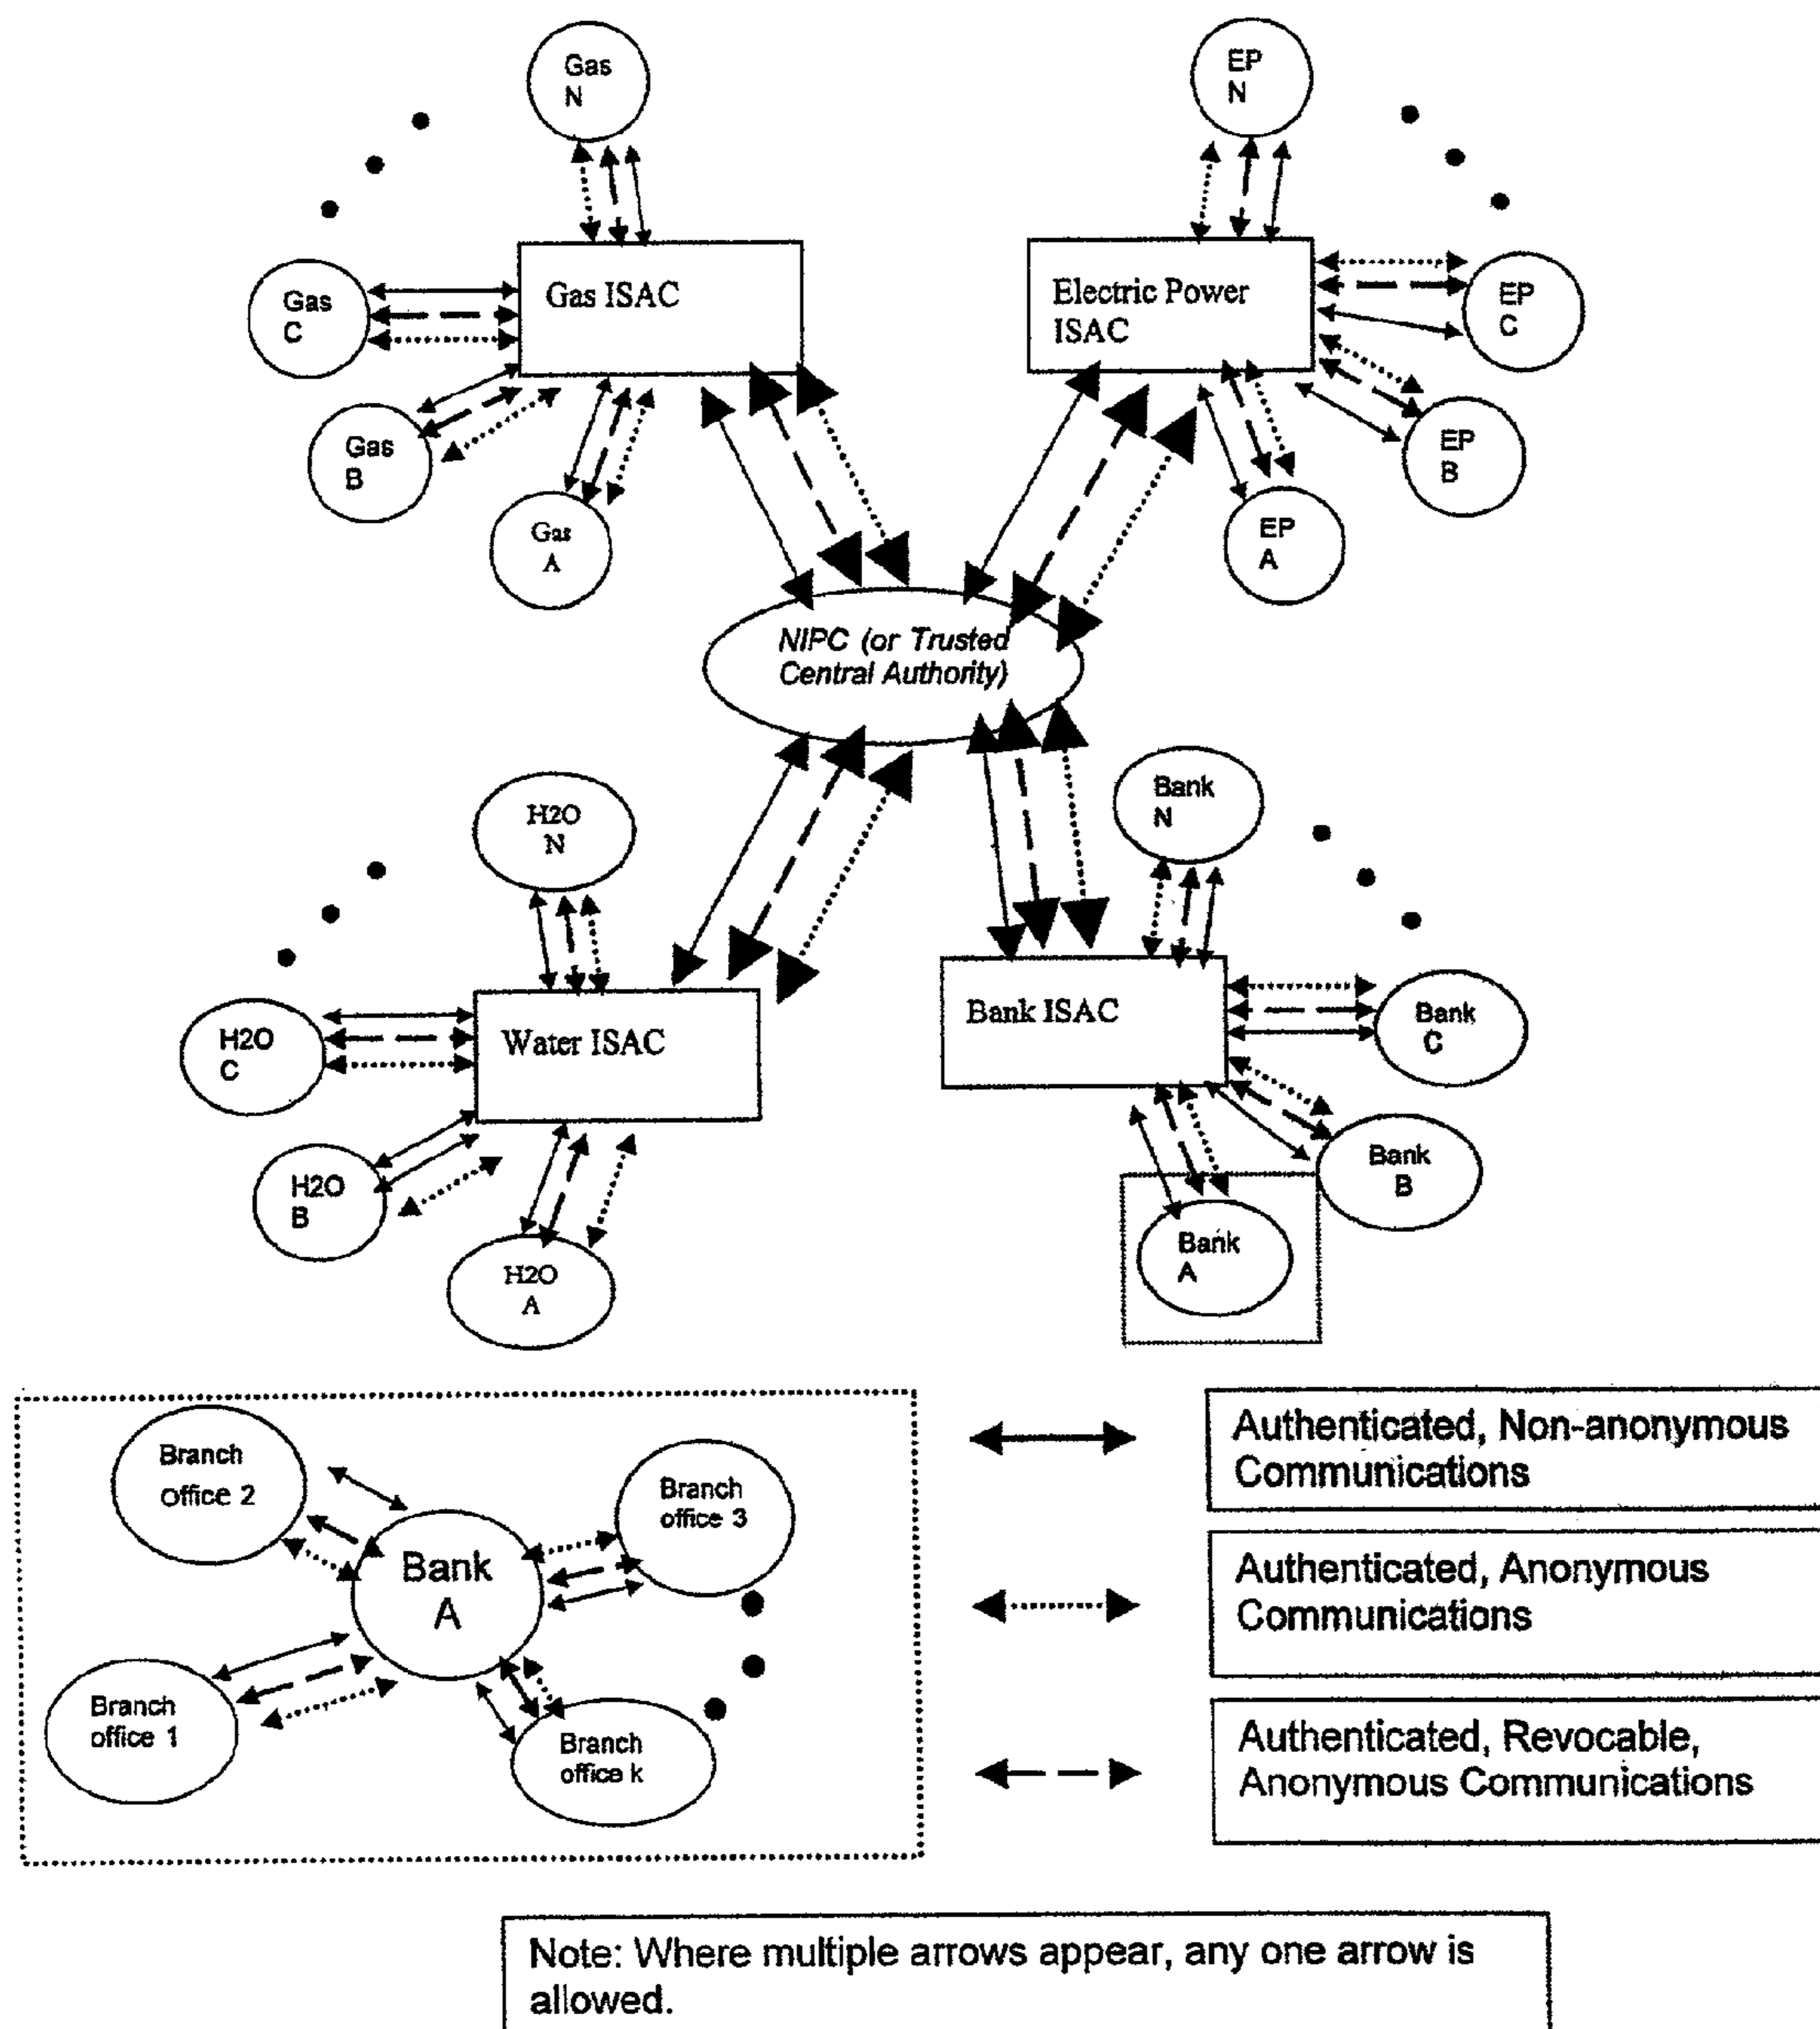 Gas
N
EP
N
Gas
C
Gas ISAC
Electric Power
ISAC
EP
C
Gas
B
EP
B
Gas
A
EP
A
NIPC (or Trusted
Central Authority)
H2O
N
Bank
N
H2O
C
Water ISAC
Bank ISAC
Bank
C
H2O
B
Bank
B
H2O
A
Bank
A
Branch
office 2
Branch
office 3
Bank
A
Branch
office 1
Branch
office k
Authenticated, Non-anonymous
Communications
Authenticated, Anonymous
Communications
Authenticated, Revocable,
Anonymous Communications
Note: Where multiple arrows appear, any one arrow is
allowed.